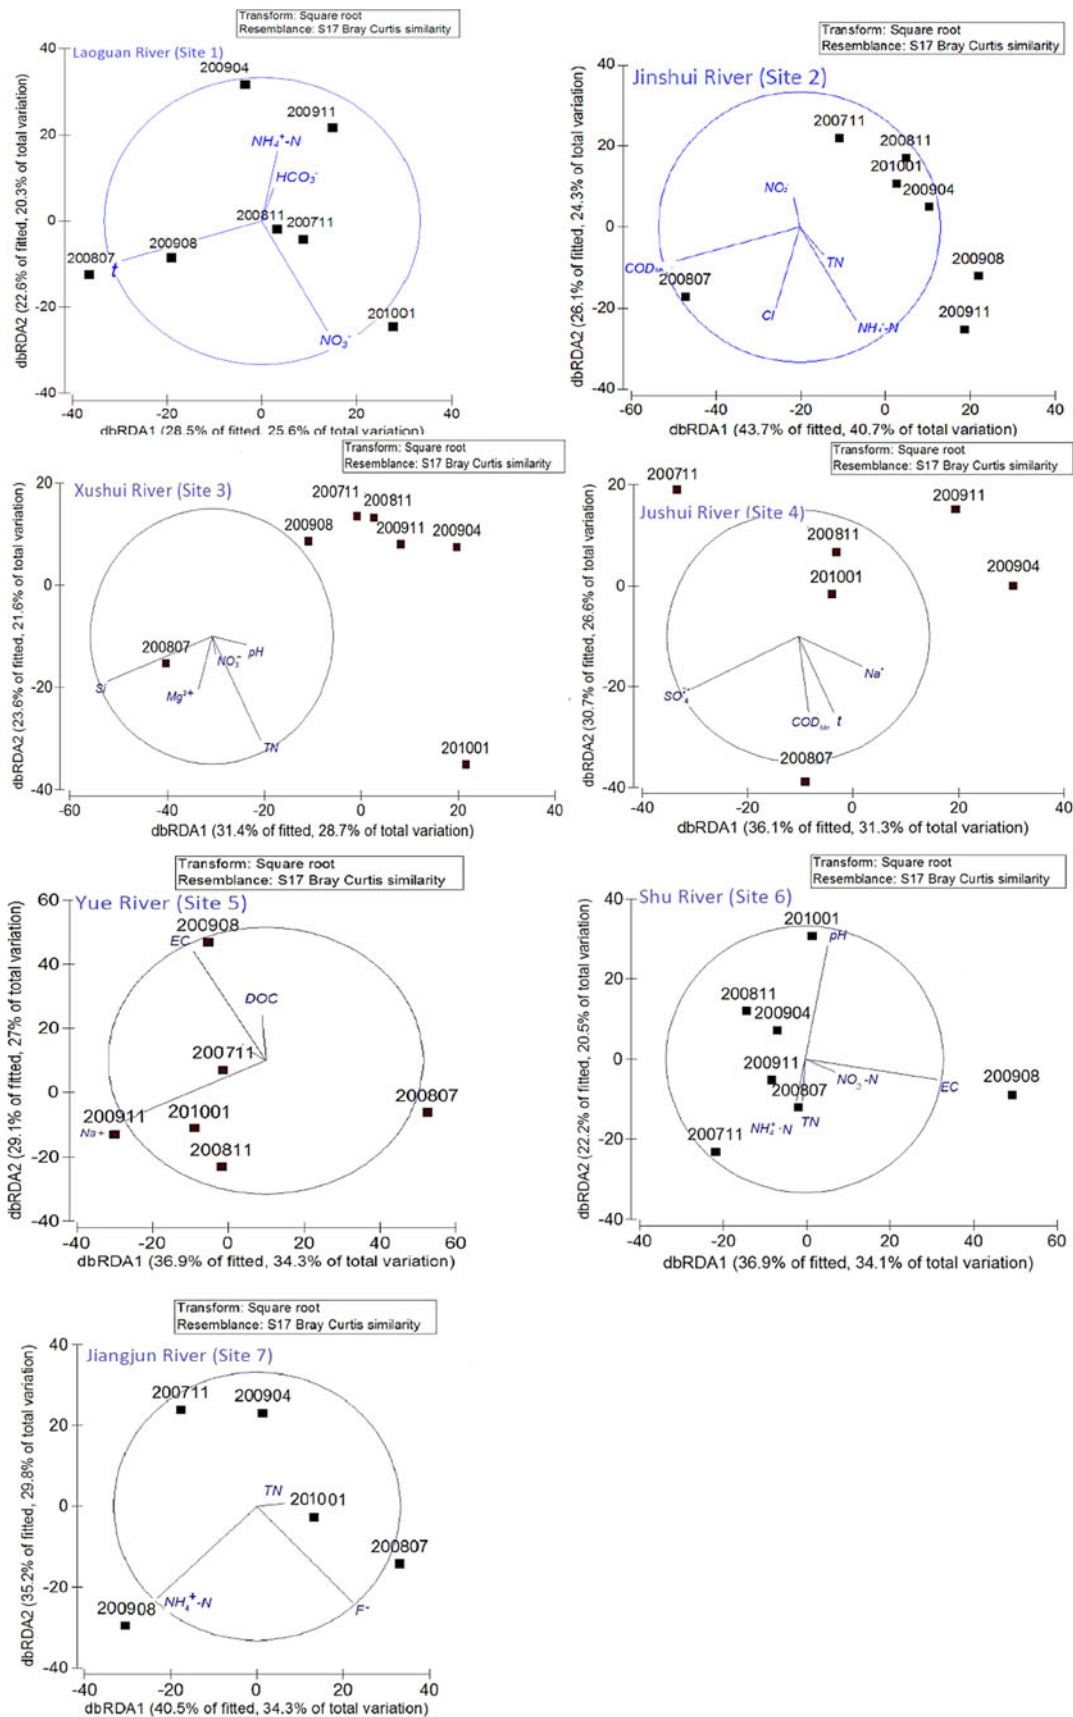 Transform: Square root
Resemblance: S17 Bray Curtis similarity
Laoguan River (Site 1)
dbRDA2 (22.6% of fitted, 20.3% of total variation)
40
20
0
-20
-40
200904
200911
NH₄⁺-N
HCO₃⁻
200811
200711
200908
200807
t
201001
NO₃⁻
-40 -20 0 20 40
dbRDA1 (28.5% of fitted, 25.6% of total variation)
Transform: Square root
Resemblance: S17 Bray Curtis similarity
Jinshui River (Site 2)
dbRDA2 (26.1% of fitted, 24.3% of total variation)
40
20
0
-20
-40
200711
200811
201001
200904
NO₂⁻
TN
COD
200807
Cl
NH₄⁺-N
200908
200911
-60 -40 -20 0 20 40
dbRDA1 (43.7% of fitted, 40.7% of total variation)
Transform: Square root
Resemblance: S17 Bray Curtis similarity
Xushui River (Site 3)
dbRDA2 (23.6% of fitted, 21.6% of total variation)
20
0
-20
-40
200711
200811
200908
200911
200904
200807
NO₃⁻
pH
Si
Mg²⁺
TN
201001
-60 -40 -20 0 20 40
dbRDA1 (31.4% of fitted, 28.7% of total variation)
Transform: Square root
Resemblance: S17 Bray Curtis similarity
Jushui River (Site 4)
dbRDA2 (30.7% of fitted, 26.6% of total variation)
20
0
-20
-40
200711
200911
200811
201001
200904
Na⁺
SO₄²⁻
COD
Mn
t
200807
-40 -20 0 20 40
dbRDA1 (36.1% of fitted, 31.3% of total variation)
Transform: Square root
Resemblance: S17 Bray Curtis similarity
Yue River (Site 5)
dbRDA2 (29.1% of fitted, 27% of total variation)
60
40
20
0
-20
-40
200908
EC
DOC
200711
200911
Na+
201001
200811
200807
-40 -20 0 20 40 60
dbRDA1 (36.9% of fitted, 34.3% of total variation)
Transform: Square root
Resemblance: S17 Bray Curtis similarity
Shu River (Site 6)
dbRDA2 (22.2% of fitted, 20.5% of total variation)
40
20
0
-20
-40
201001
pH
200811
200904
200911
200807
NO₃⁻-N
EC
200908
NH₄⁺-N
TN
200711
-40 -20 0 20 40 60
dbRDA1 (36.9% of fitted, 34.1% of total variation)
Transform: Square root
Resemblance: S17 Bray Curtis similarity
Jiangjun River (Site 7)
dbRDA2 (35.2% of fitted, 29.8% of total variation)
40
20
0
-20
-40
200711
200904
TN
201001
200807
NH₄⁺-N
F⁻
200908
-40 -20 0 20 40
dbRDA1 (40.5% of fitted, 34.3% of total variation)